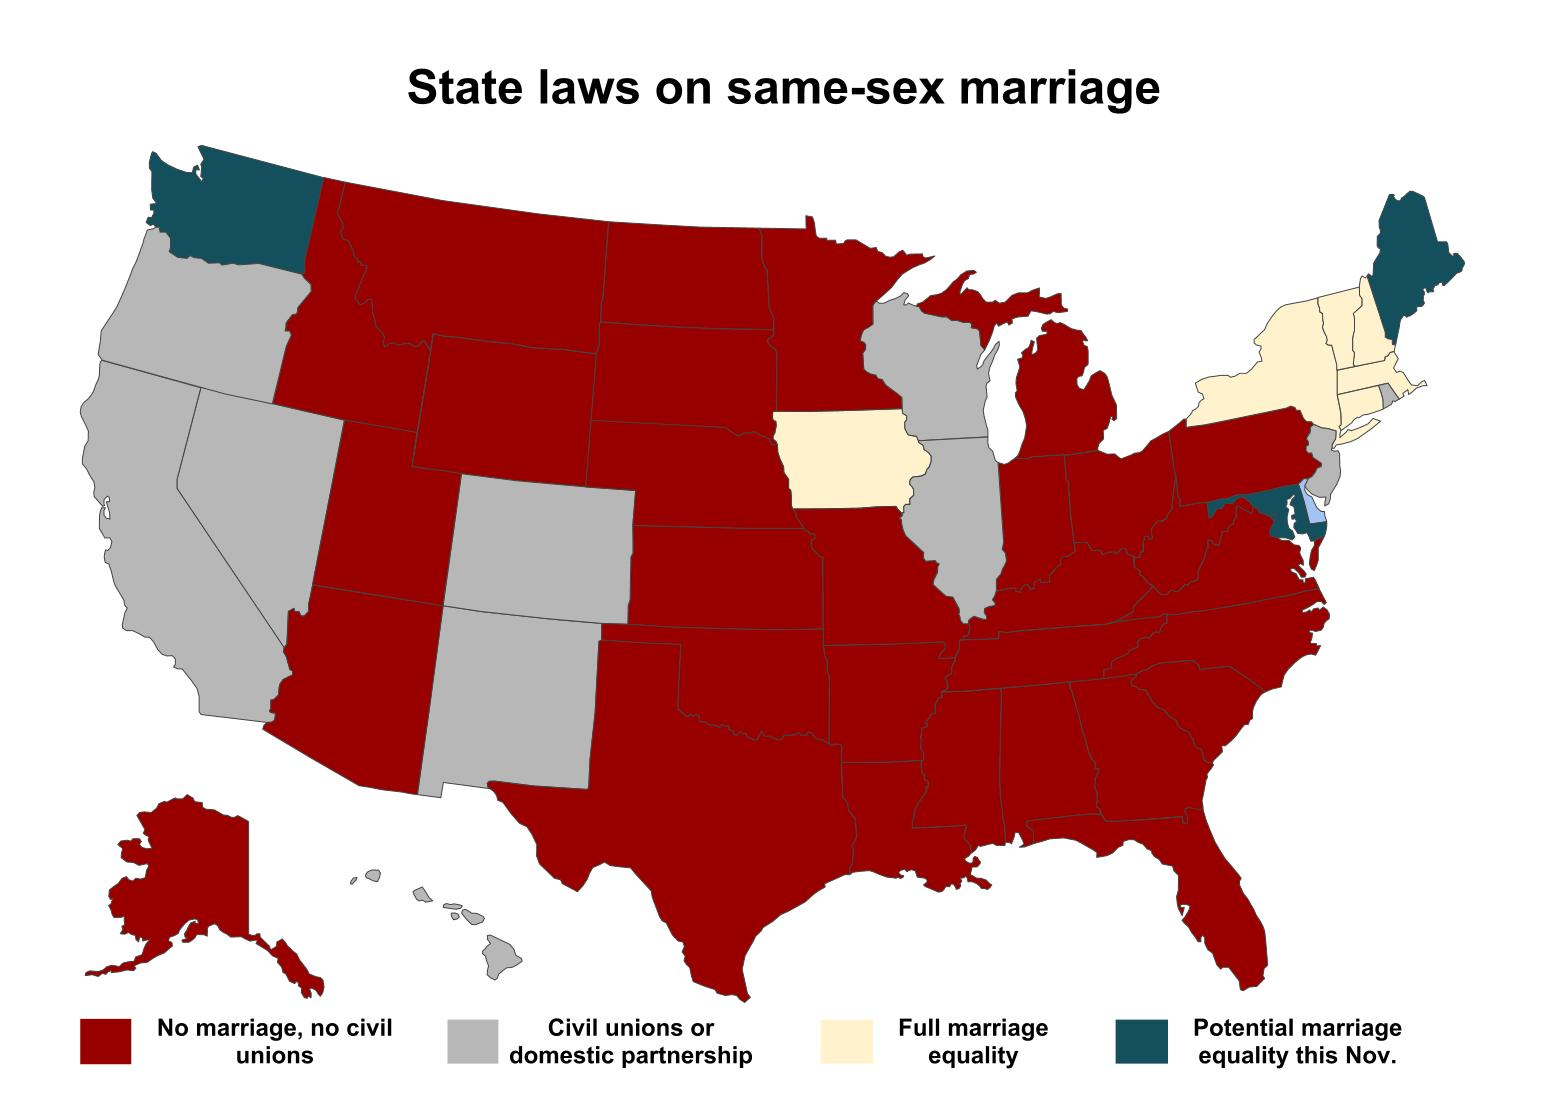 State laws on same-sex marriage
No marriage, no civil
unions
Civil unions or
domestic partnership
Full marriage
equality
Potential marriage
equality this Nov.